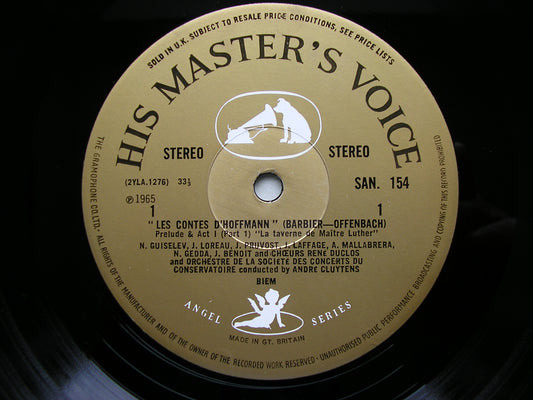 SOLD IN U.K. SUBJECT TO RESALE PRICE CONDITIONS, SEE PRICE LISTS
HIS MASTER'S VOICE
STEREO STEREO
(2YLA.1276) 33⅓ SAN. 154
Ⓟ1965
1 1
"LES CONTES D'HOFFMANN" (BARBIER—OFFENBACH)
Prelude & Act I (Part 1) "La taverne de Maître Luther"
N. GUISELEV, J. LOREAU, J. PRUVOST, J. LAFFAGE, A. MALLABRERA,
N. GEDDA, J. BENOIT and CHŒURS RENE DUCLOS
and ORCHESTRE DE LA SOCIETE DES CONCERTS DU
CONSERVATOIRE conducted by ANDRE CLUYTENS
BIEM
ANGEL SERIES
MADE IN GT. BRITAIN
THE GRAMOPHONE CO. LTD. - ALL RIGHTS OF THE MANUFACTURER AND OF THE OWNER OF THE RECORDED WORK RESERVED - UNAUTHORISED PUBLIC PERFORMANCE BROADCASTING AND COPYING OF THIS RECORD PROHIBITED